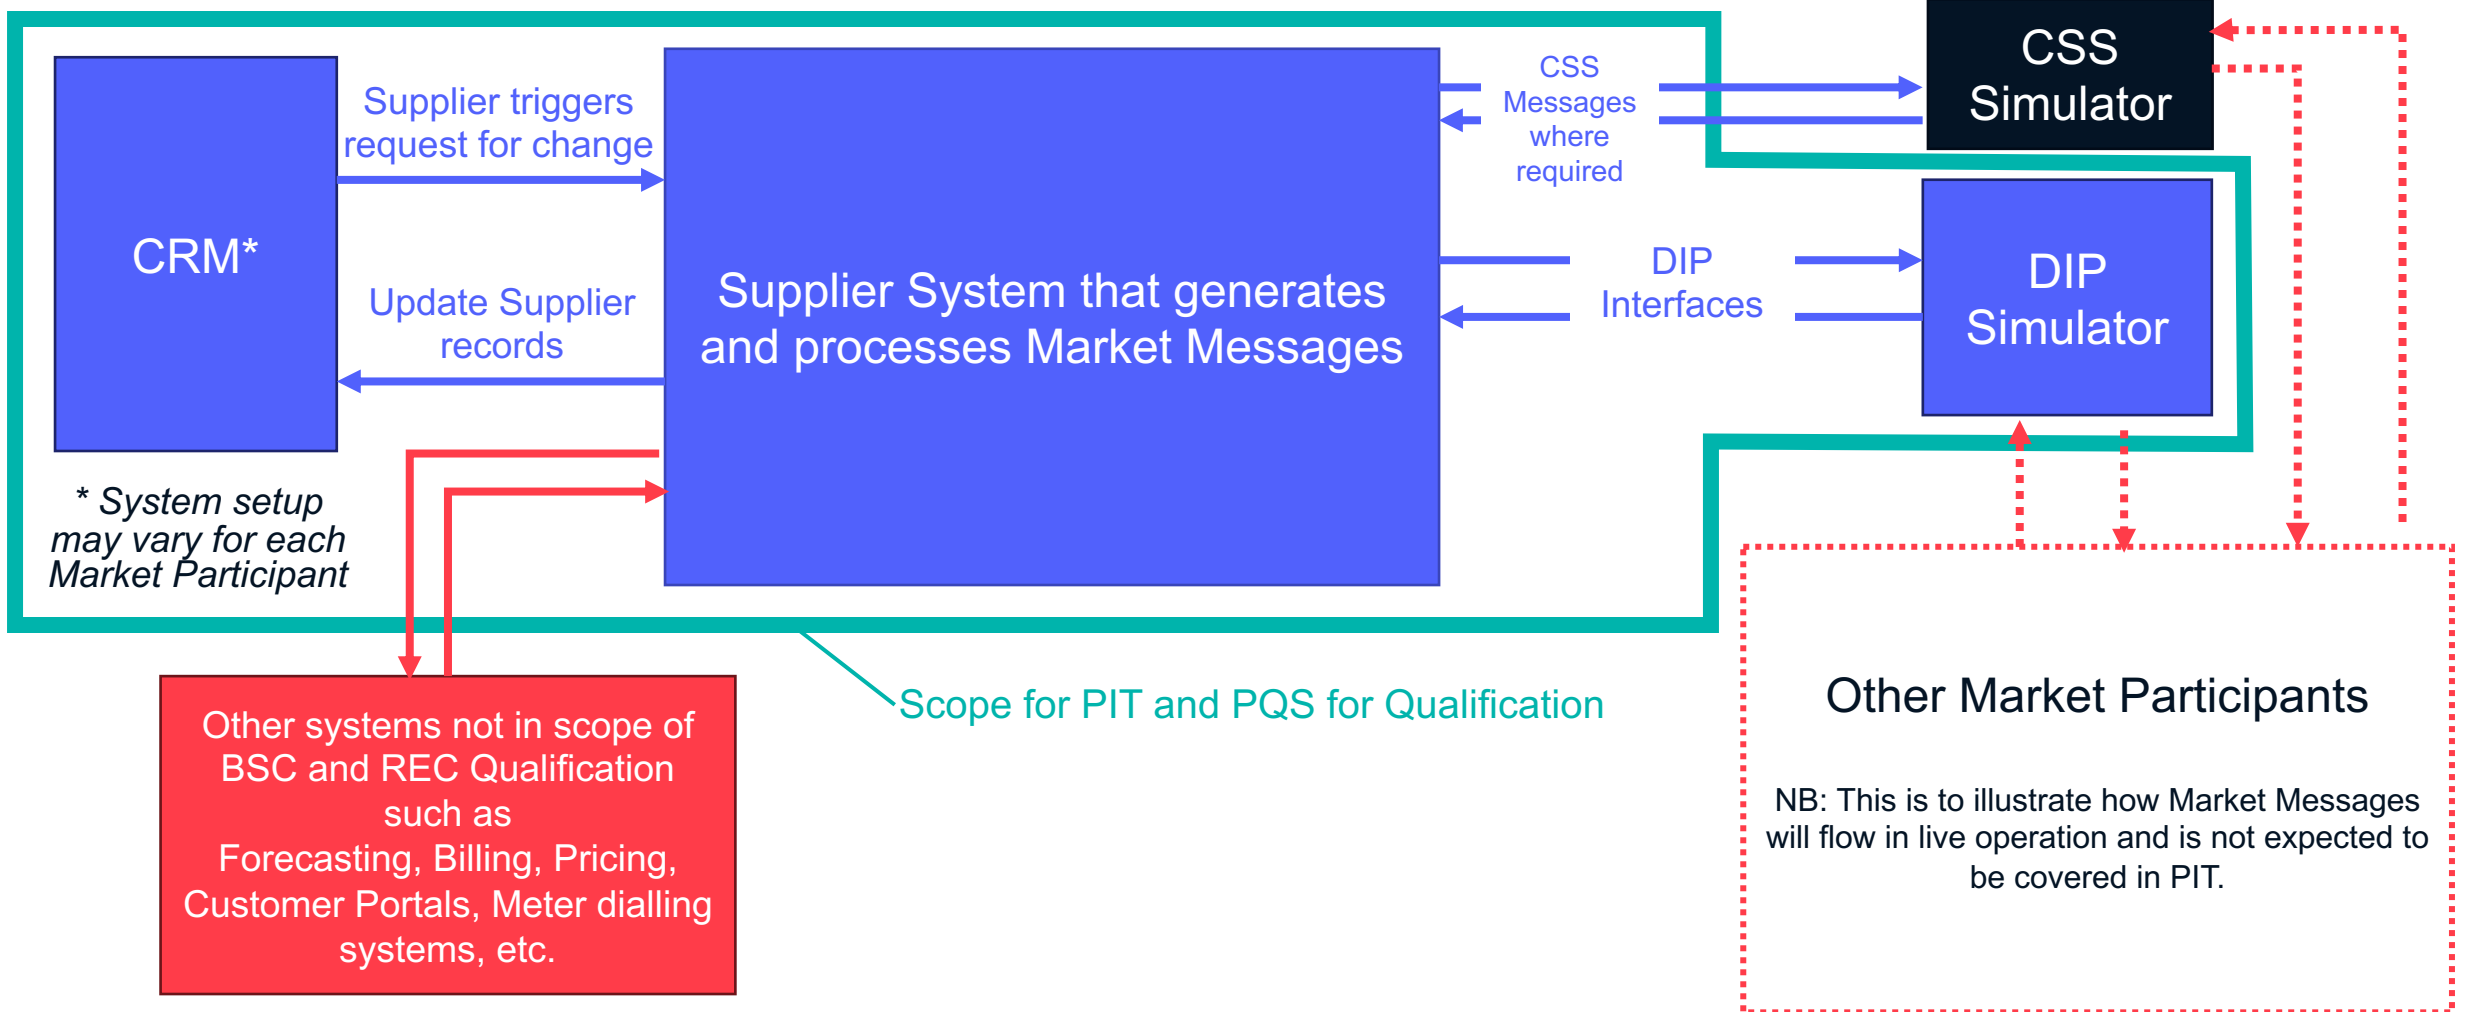 CRM*
Supplier triggers
request for change
Update Supplier
records
* System setup
may vary for each
Market Participant
Supplier System that generates
and processes Market Messages
CSS
Messages
where
required
DIP
Interfaces
CSS
Simulator
DIP
Simulator
Scope for PIT and PQS for Qualification
Other systems not in scope of
BSC and REC Qualification
such as
Forecasting, Billing, Pricing,
Customer Portals, Meter dialling
systems, etc.
Other Market Participants
NB: This is to illustrate how Market Messages
will flow in live operation and is not expected to
be covered in PIT.